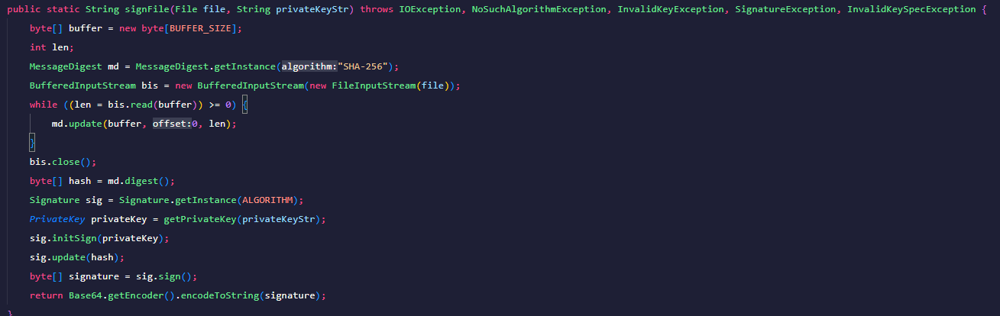 public static String signFile(File file, String privateKeyStr) throws IOException, NoSuchAlgorithmException, InvalidKeyException, SignatureException, InvalidKeySpecException {
byte[] buffer = new byte[BUFFER_SIZE];
int len;
MessageDigest md = MessageDigest.getInstance(algorithm:"SHA-256");
BufferedInputStream bis = new BufferedInputStream(new FileInputStream(file));
while ((len = bis.read(buffer)) >= 0) {
md.update(buffer, offset:0, len);
}
bis.close();
byte[] hash = md.digest();
Signature sig = Signature.getInstance(ALGORITHM);
PrivateKey privateKey = getPrivateKey(privateKeyStr);
sig.initSign(privateKey);
sig.update(hash);
byte[] signature = sig.sign();
return Base64.getEncoder().encodeToString(signature);
}